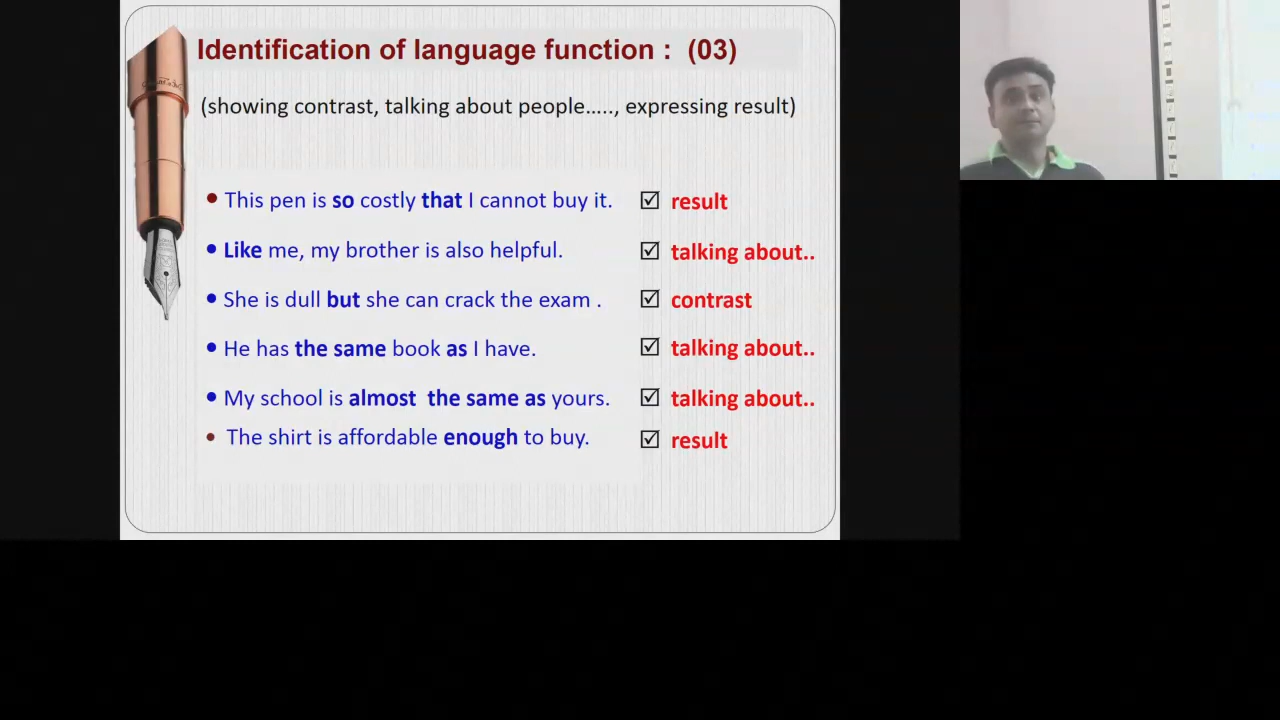 Identification of language function : (03)
(showing contrast, talking about people....., expressing result)
• This pen is so costly that I cannot buy it. ☑ result
• Like me, my brother is also helpful. ☑ talking about..
• She is dull but she can crack the exam . ☑ contrast
• He has the same book as I have. ☑ talking about..
• My school is almost the same as yours. ☑ talking about..
• The shirt is affordable enough to buy. ☑ result